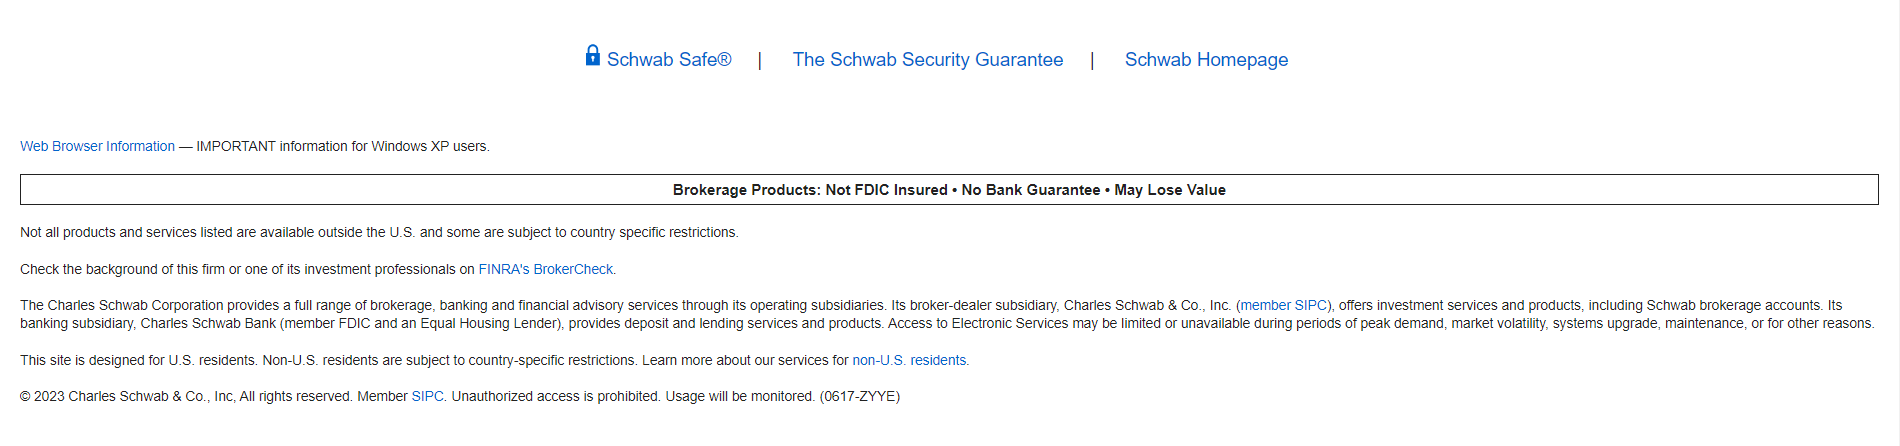 Schwab Safe® | The Schwab Security Guarantee | Schwab Homepage
Web Browser Information — IMPORTANT information for Windows XP users.
Brokerage Products: Not FDIC Insured • No Bank Guarantee • May Lose Value
Not all products and services listed are available outside the U.S. and some are subject to country specific restrictions.
Check the background of this firm or one of its investment professionals on FINRA's BrokerCheck.
The Charles Schwab Corporation provides a full range of brokerage, banking and financial advisory services through its operating subsidiaries. Its broker-dealer subsidiary, Charles Schwab & Co., Inc. (member SIPC), offers investment services and products, including Schwab brokerage accounts. Its
banking subsidiary, Charles Schwab Bank (member FDIC and an Equal Housing Lender), provides deposit and lending services and products. Access to Electronic Services may be limited or unavailable during periods of peak demand, market volatility, systems upgrade, maintenance, or for other reasons.
This site is designed for U.S. residents. Non-U.S. residents are subject to country-specific restrictions. Learn more about our services for non-U.S. residents.
© 2023 Charles Schwab & Co., Inc, All rights reserved. Member SIPC. Unauthorized access is prohibited. Usage will be monitored. (0617-ZYYE)